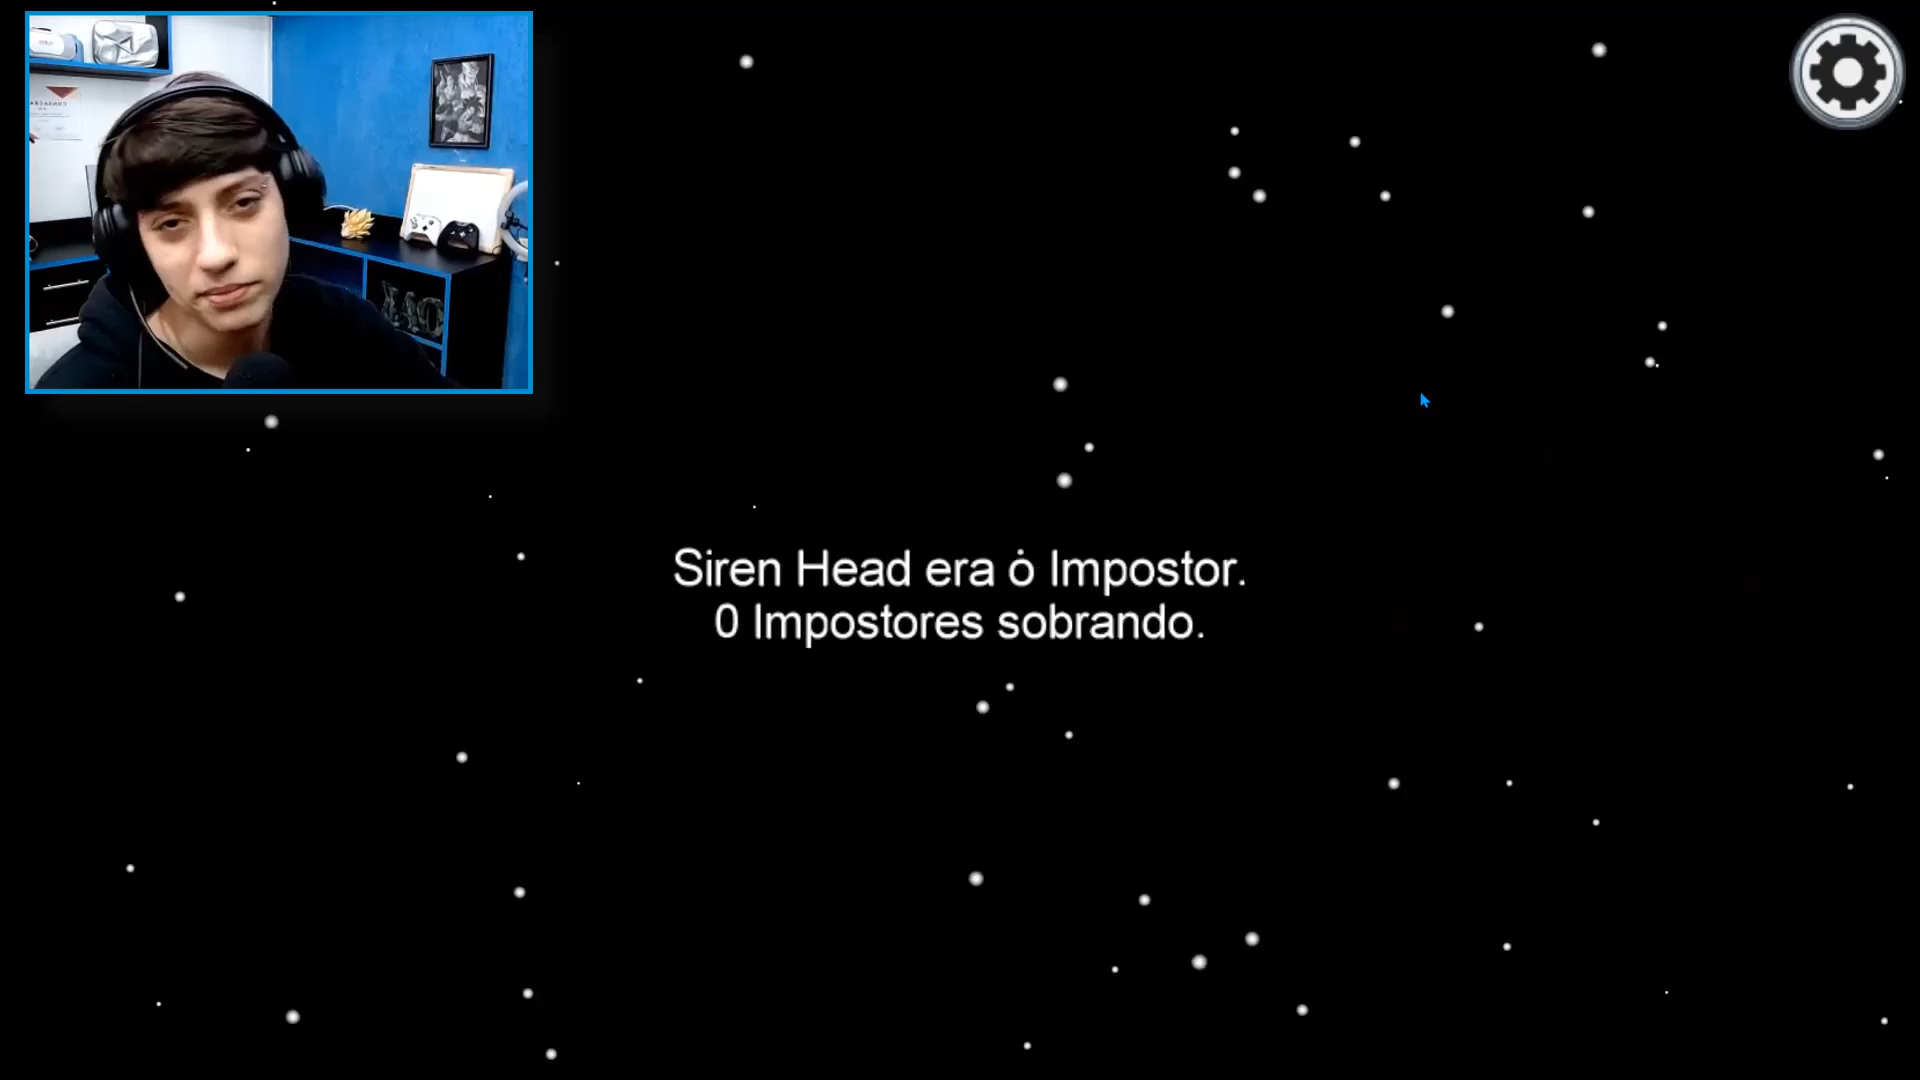 Siren Head era o Impostor.
0 Impostores sobrando.